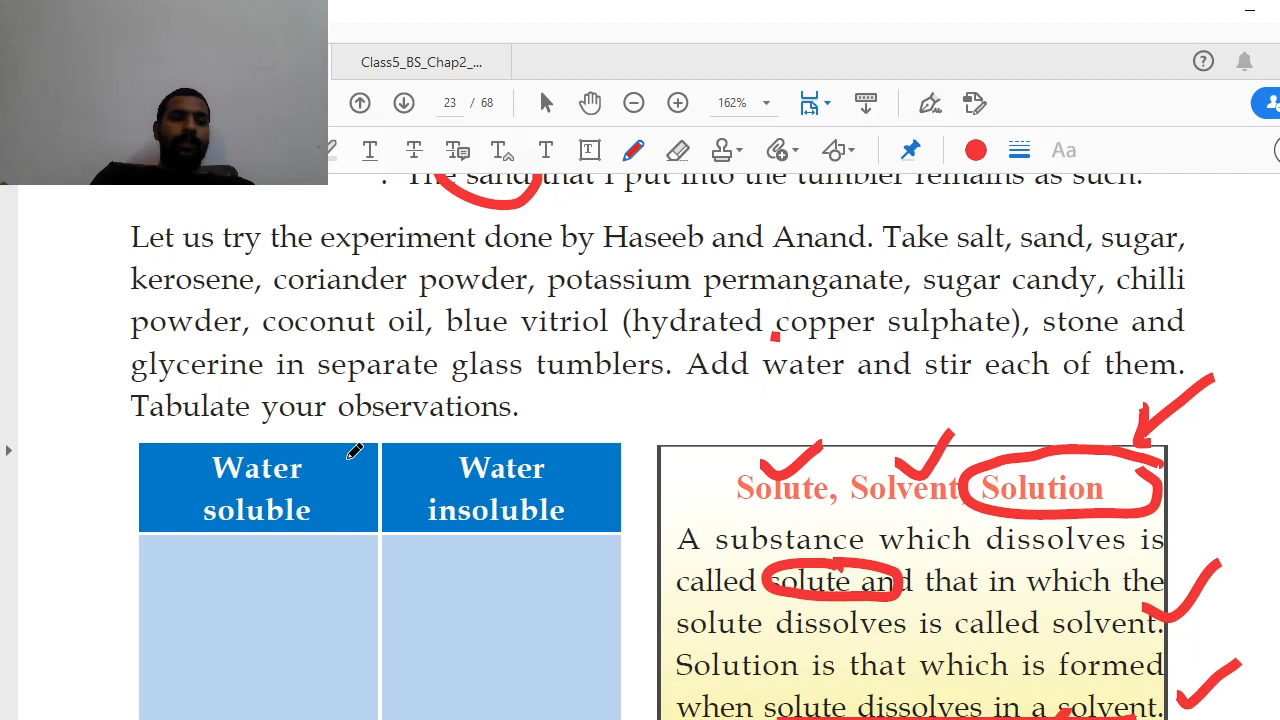 Class5_BS_Chap2_...
23 / 68
162%
Aa
. The sand that I put into the tumbler remains as such.
Let us try the experiment done by Haseeb and Anand. Take salt, sand, sugar,
kerosene, coriander powder, potassium permanganate, sugar candy, chilli
powder, coconut oil, blue vitriol (hydrated copper sulphate), stone and
glycerine in separate glass tumblers. Add water and stir each of them.
Tabulate your observations.
Water
soluble
Water
insoluble
Solute, Solvent, Solution
A substance which dissolves is
called solute and that in which the
solute dissolves is called solvent.
Solution is that which is formed
when solute dissolves in a solvent.